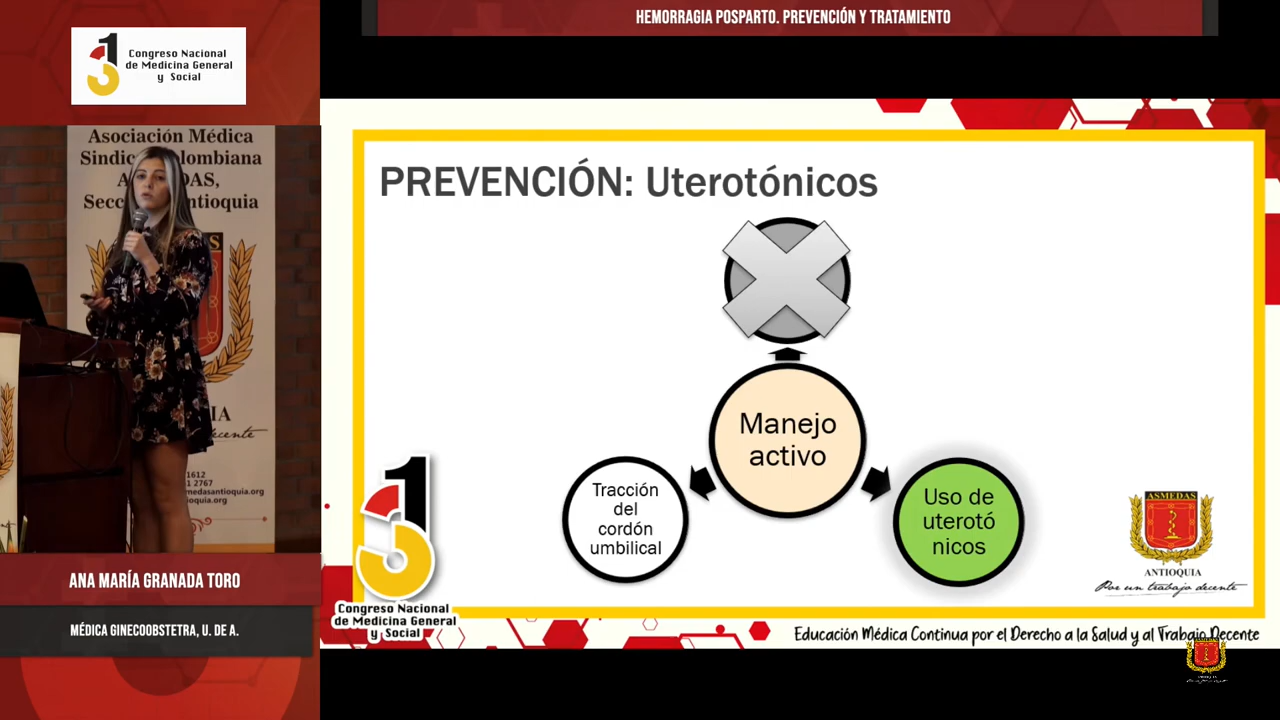 HEMORRAGIA POSPARTO. PREVENCIÓN Y TRATAMIENTO
Congreso Nacional
de Medicina General
y Social
Asociación Médica
ANA MARÍA GRANADA TORO
MÉDICA GINECOOBSTETRA, U. DE A.
PREVENCIÓN: Uterotónicos
Manejo
activo
Tracción
del
cordón
umbilical
Uso de
uterotó
nicos
Congreso Nacional
de Medicina General
y Social
ASMEDAS
ANTIOQUIA
Por un trabajo decente
Educación Médica Continua por el Derecho a la Salud y al Trabajo Decente